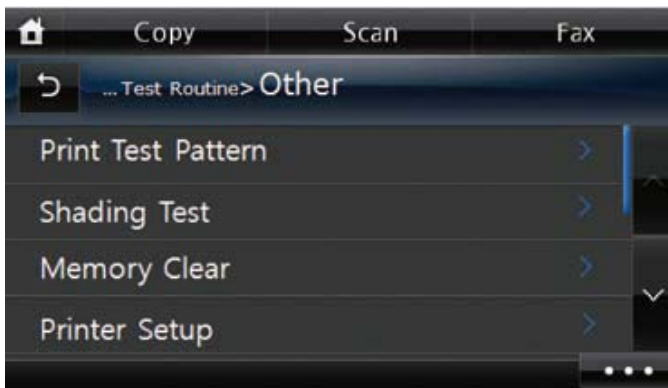 Copy Scan Fax
... Test Routine> Other
Print Test Pattern
Shading Test
Memory Clear
Printer Setup